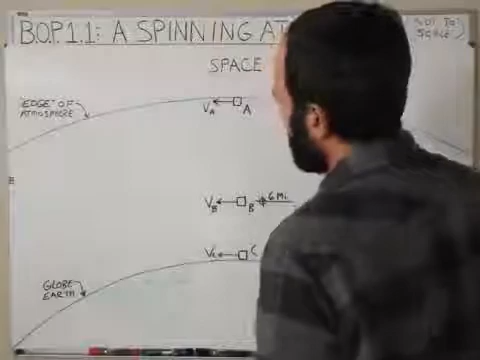 B.O.P 1.1: A SPINNING AT
NOT TO
SCALE)
SPACE
"EDGE" OF
ATMOSPHERE
VA
A
VB
B
6 MI
VC
C
GLOBE
EARTH